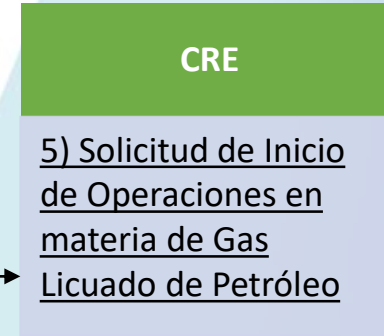 CRE
5) Solicitud de Inicio
de Operaciones en
materia de Gas
Licuado de Petróleo